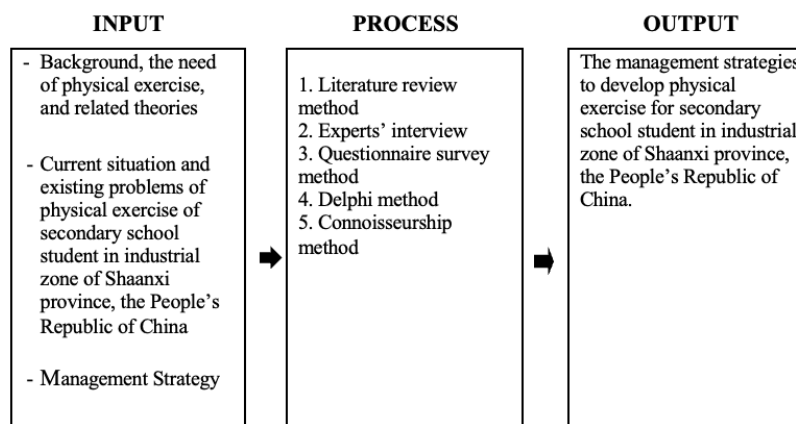 INPUT
- Background, the need
of physical exercise,
and related theories
- Current situation and
existing problems of
physical exercise of
secondary school
student in industrial
zone of Shaanxi
province, the People’s
Republic of China
- Management Strategy
PROCESS
1. Literature review
method
2. Experts’ interview
3. Questionnaire survey
method
4. Delphi method
5. Connoisseurship
method
OUTPUT
The management strategies
to develop physical
exercise for secondary
school student in industrial
zone of Shaanxi province,
the People’s Republic of
China.